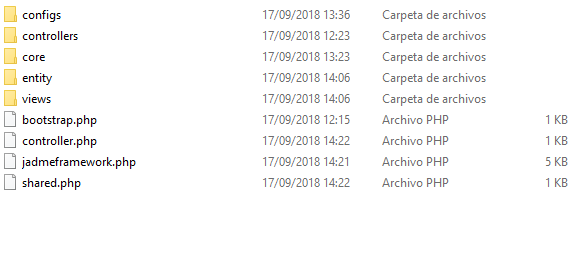 configs 17/09/2018 13:36 Carpeta de archivos
controllers 17/09/2018 12:23 Carpeta de archivos
core 17/09/2018 13:23 Carpeta de archivos
entity 17/09/2018 14:06 Carpeta de archivos
views 17/09/2018 14:06 Carpeta de archivos
bootstrap.php 17/09/2018 12:15 Archivo PHP 1 KB
controller.php 17/09/2018 14:22 Archivo PHP 1 KB
jadmeframework.php 17/09/2018 14:21 Archivo PHP 5 KB
shared.php 17/09/2018 14:22 Archivo PHP 1 KB